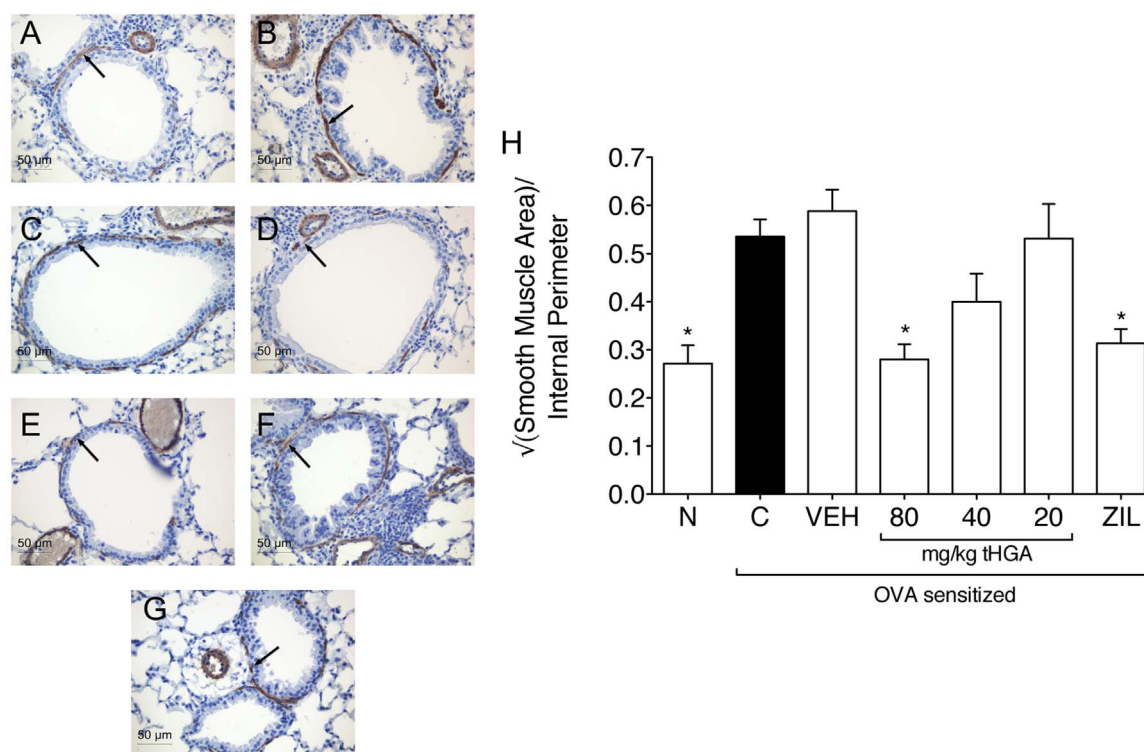 A
50 µm
B
50 µm
C
50 µm
D
50 µm
E
50 µm
F
50 µm
G
50 µm
H
√(Smooth Muscle Area)/
Internal Perimeter
0.7
0.6
0.5
0.4
0.3
0.2
0.1
0.0
* * *
N C VEH 80 40 20 ZIL
mg/kg tHGA
OVA sensitized